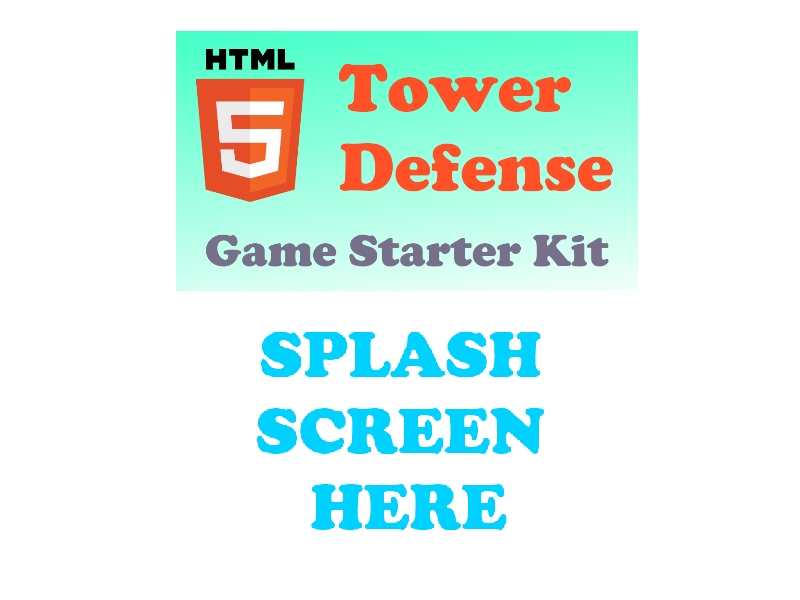 HTML
5
Tower
Defense
Game Starter Kit
SPLASH
SCREEN
HERE